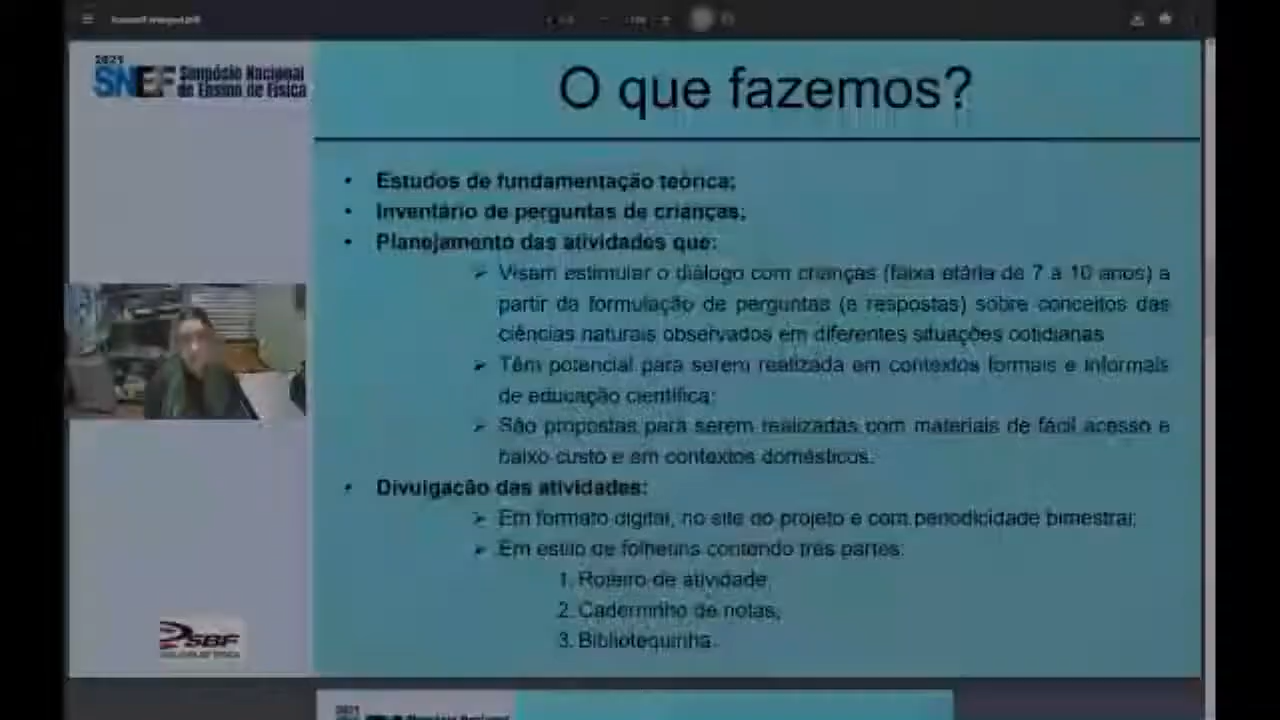 2021
SNEF Simpósio Nacional
de Ensino de Física
O que fazemos?
• Estudos de fundamentação teórica;
• Inventário de perguntas de crianças;
• Planejamento das atividades que:
➢ Visam estimular o diálogo com crianças (faixa etária de 7 a 10 anos) a
partir da formulação de perguntas (e respostas) sobre conceitos das
ciências naturais observados em diferentes situações cotidianas
➢ Têm potencial para serem realizada em contextos formais e informais
de educação científica;
➢ São propostas para serem realizadas com materiais de fácil acesso e
baixo custo e em contextos domésticos.
• Divulgação das atividades:
➢ Em formato digital, no site do projeto e com periodicidade bimestral;
➢ Em estilo de folhetins contendo três partes:
1. Roteiro de atividade,
2. Caderninho de notas,
3. Bibliotequinha.
SBF
2021
Simpósio Nacional